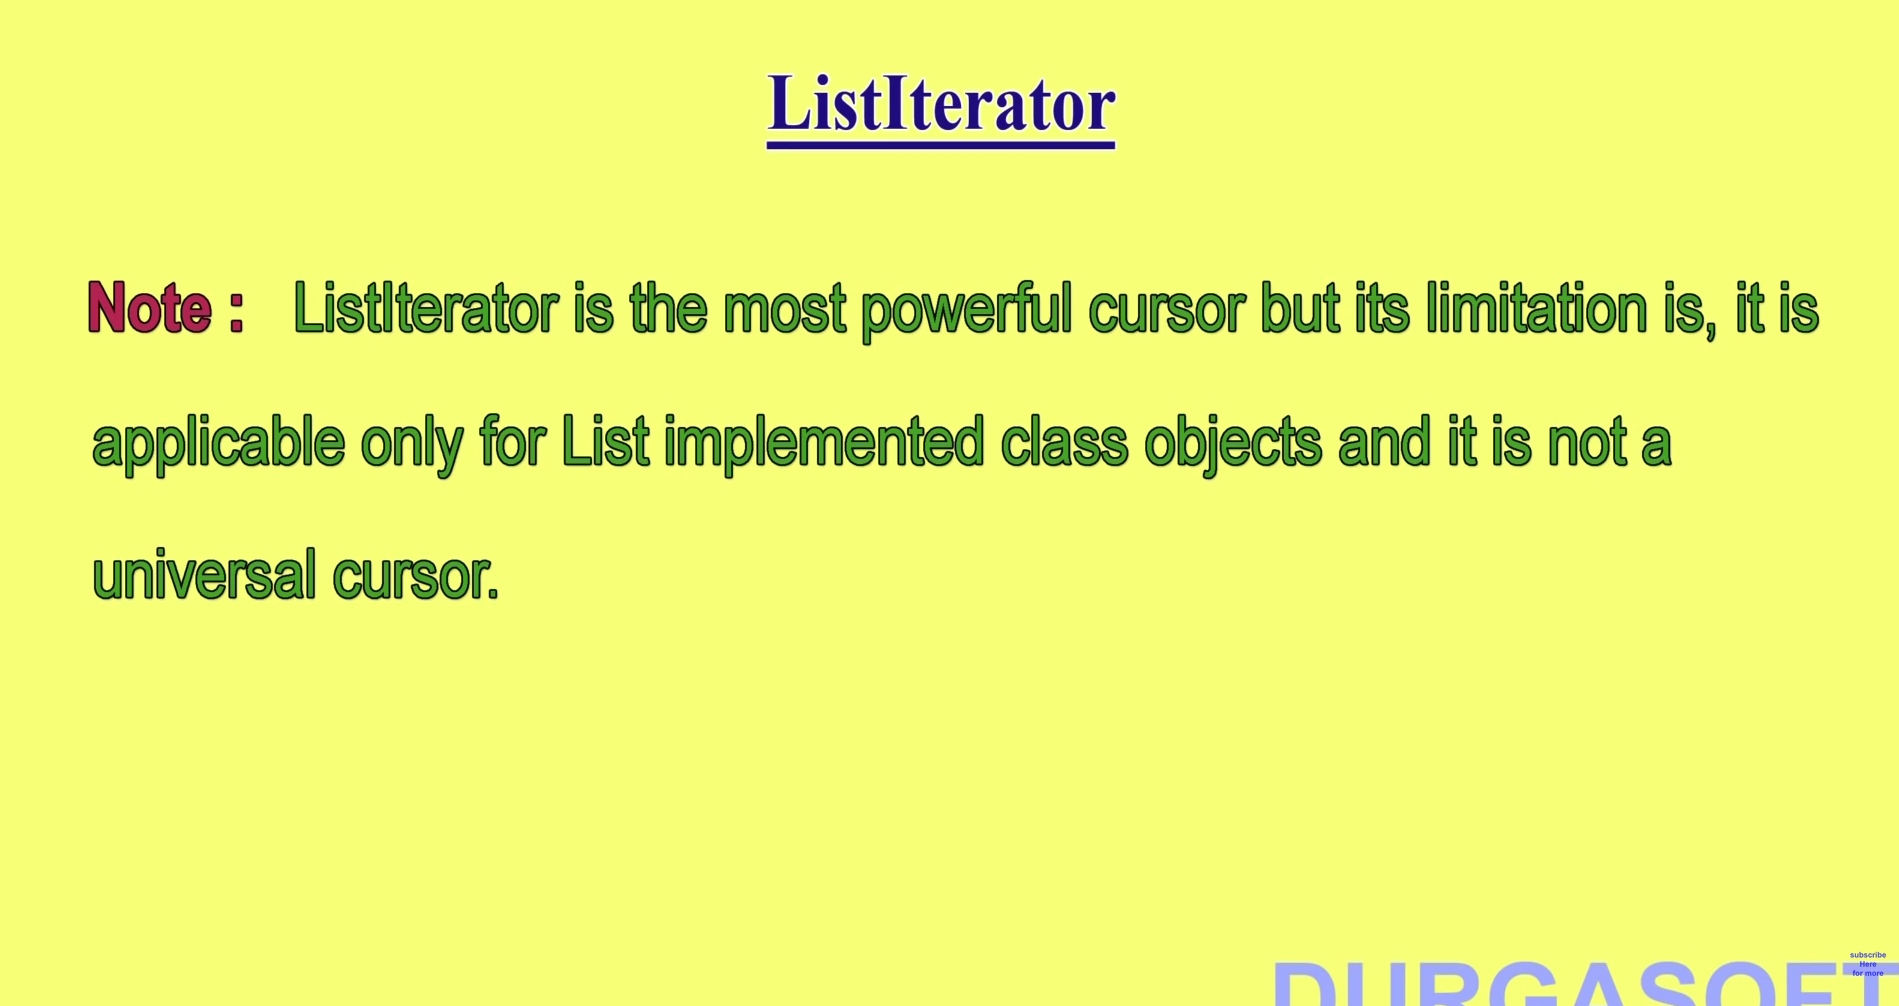 ListIterator
Note : ListIterator is the most powerful cursor but its limitation is, it is
applicable only for List implemented class objects and it is not a
universal cursor.
subscribe
Here
for more
DURGASOFT